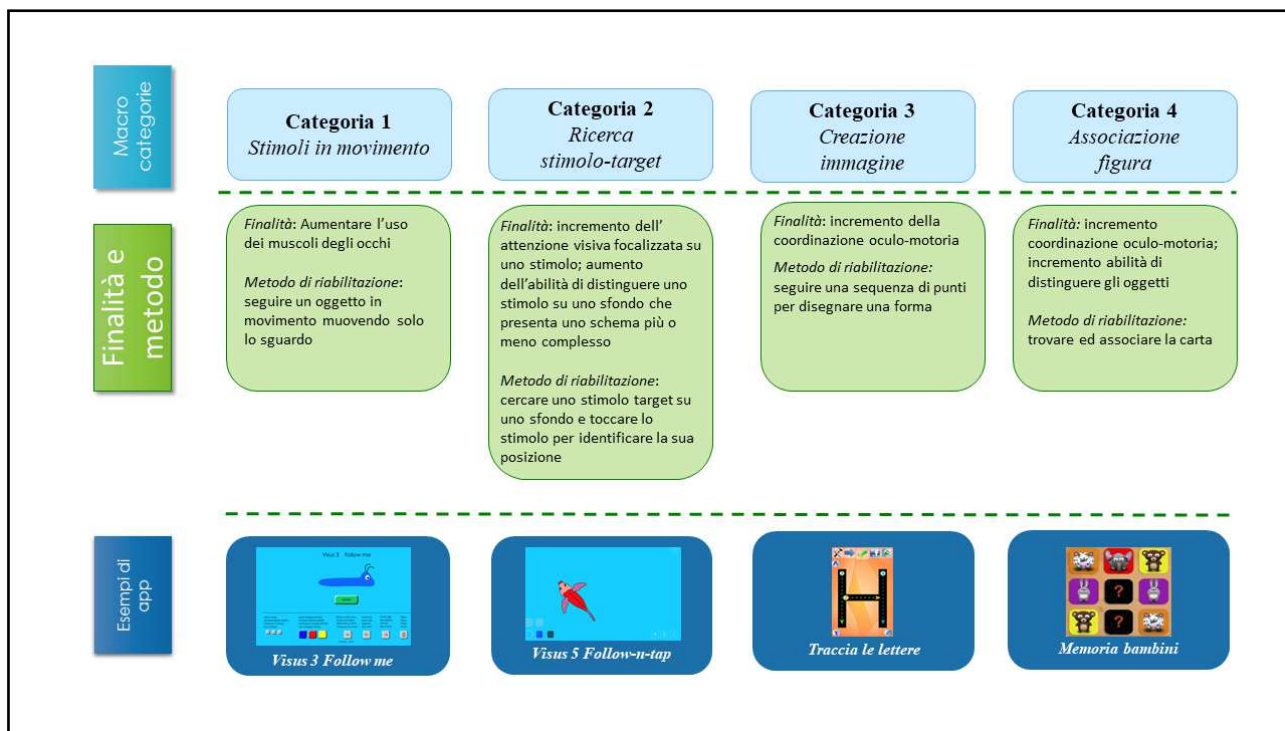 Macro
categorie
Categoria 1
Stimoli in movimento
Categoria 2
Ricerca
stimolo-target
Categoria 3
Creazione
immagine
Categoria 4
Associazione
figura
Finalità e
metodo
Finalità: Aumentare l'uso
dei muscoli degli occhi
Metodo di riabilitazione:
seguire un oggetto in
movimento muovendo solo
lo sguardo
Finalità: incremento dell'
attenzione visiva focalizzata su
uno stimolo; aumento
dell'abilità di distinguere uno
stimolo su uno sfondo che
presenta uno schema più o
meno complesso
Metodo di riabilitazione:
cercare uno stimolo target su
uno sfondo e toccare lo
stimolo per identificare la sua
posizione
Finalità: incremento della
coordinazione oculo-motoria
Metodo di riabilitazione:
seguire una sequenza di punti
per disegnare una forma
Finalità: incremento
coordinazione oculo-motoria;
incremento abilità di
distinguere gli oggetti
Metodo di riabilitazione:
trovare ed associare la carta
Esempi di
app
Visus 3 Follow me
Visus 3 Follow me
Visus 5 Follow-n-tap
H
Traccia le lettere
?
?
Memoria bambini